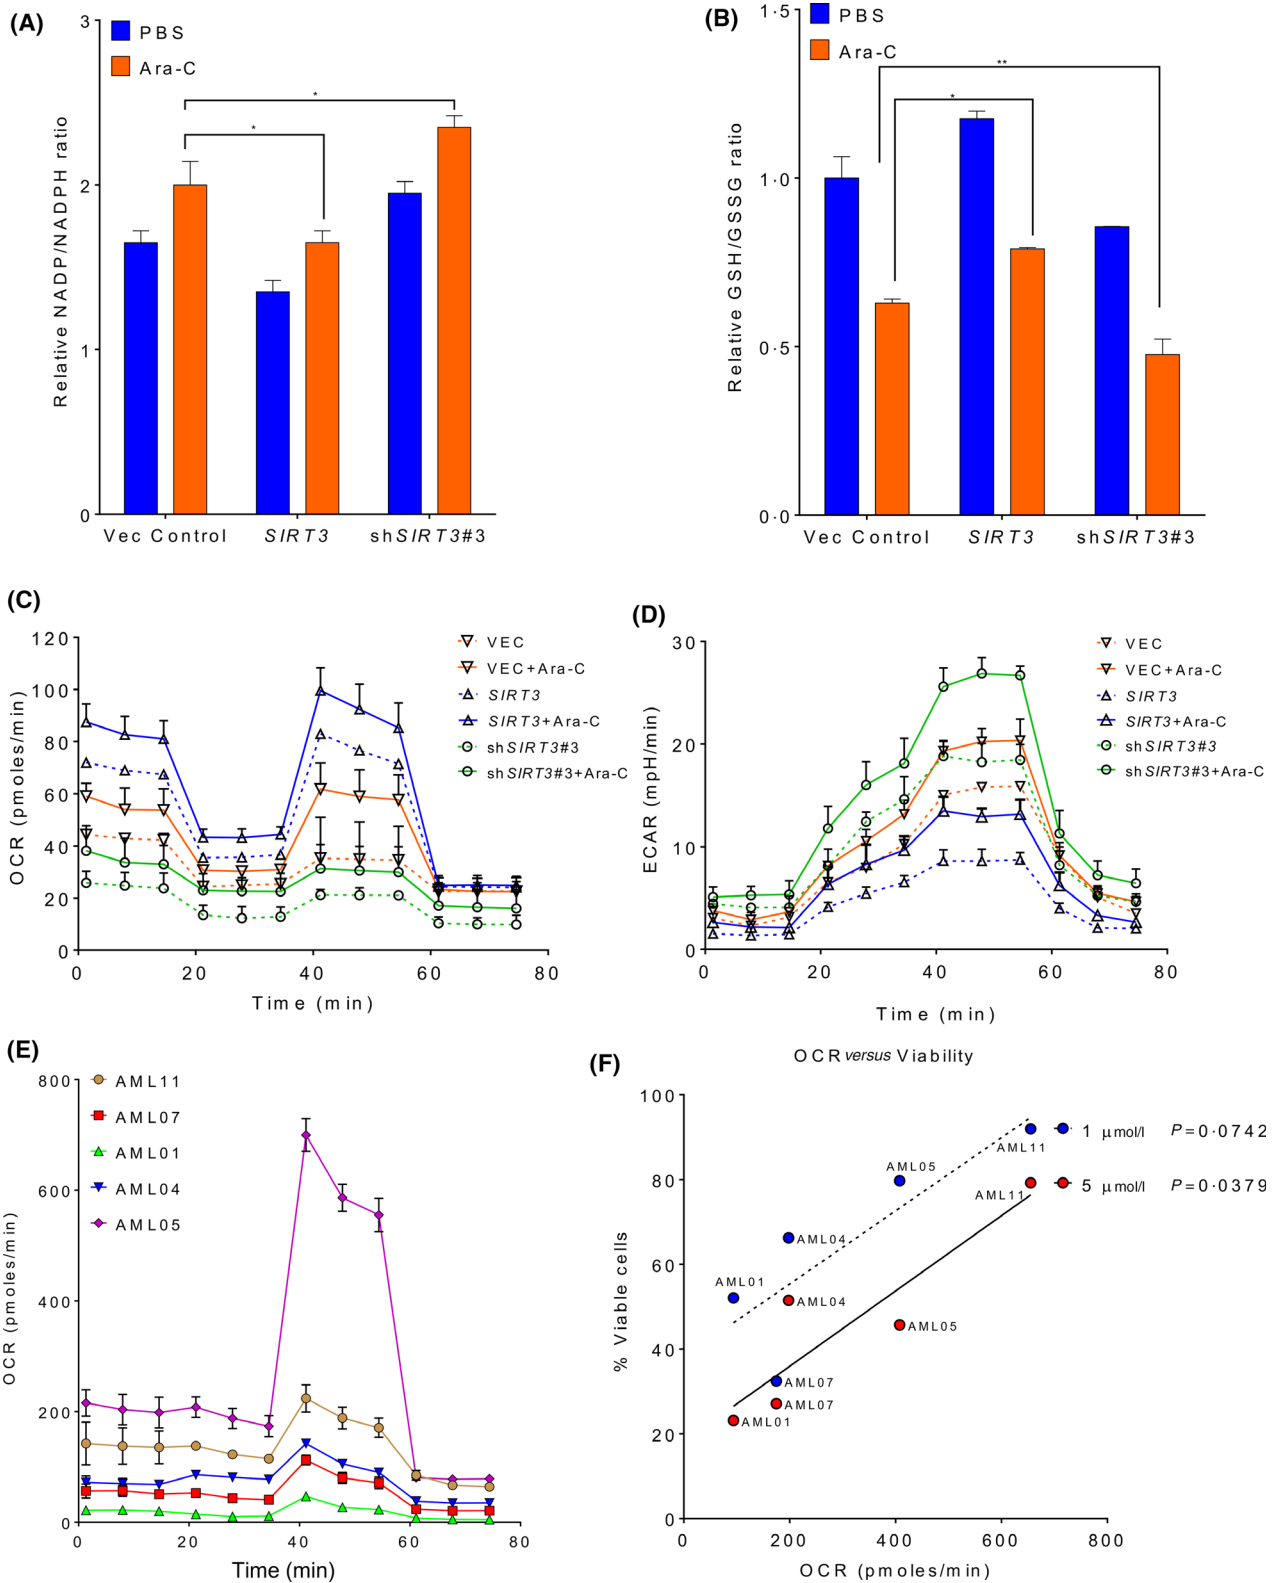 (A)
3
2
1
0
Relative NADP/NADPH ratio
PBS
Ara-C
*
*
Vec Control SIRT3 shSIRT3#3
(B)
1·5
1·0
0·5
0·0
Relative GSH/GSSG ratio
PBS
Ara-C
**
*
Vec Control SIRT3 shSIRT3#3
(C)
120
100
80
60
40
20
0
OCR (pmoles/min)
0 20 40 60 80
Time (min)
VEC
VEC+Ara-C
SIRT3
SIRT3+Ara-C
shSIRT3#3
shSIRT3#3+Ara-C
(D)
30
20
10
0
ECAR (mpH/min)
0 20 40 60 80
Time (min)
VEC
VEC+Ara-C
SIRT3
SIRT3+Ara-C
shSIRT3#3
shSIRT3#3+Ara-C
(E)
800
600
400
200
0
OCR (pmoles/min)
0 20 40 60 80
Time (min)
AML11
AML07
AML01
AML04
AML05
(F)
OCR versus Viability
100
80
60
40
20
0
% Viable cells
0 200 400 600 800
OCR (pmoles/min)
1 μmol/l P=0·0742
5 μmol/l P=0·0379
AML11
AML05
AML11
AML04
AML01
AML04
AML05
AML07
AML07
AML01